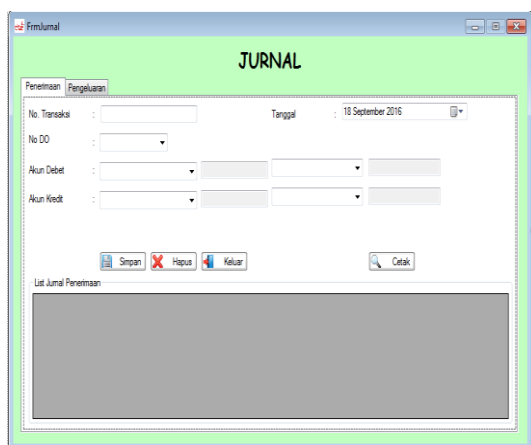 FrmJurnal
JURNAL
Penerimaan Pengeluaran
No. Transaksi : Tanggal : 18 September 2016
No DO :
Akun Debet :
Akun Kredit :
Simpan Hapus Keluar Cetak
List Jurnal Penerimaan